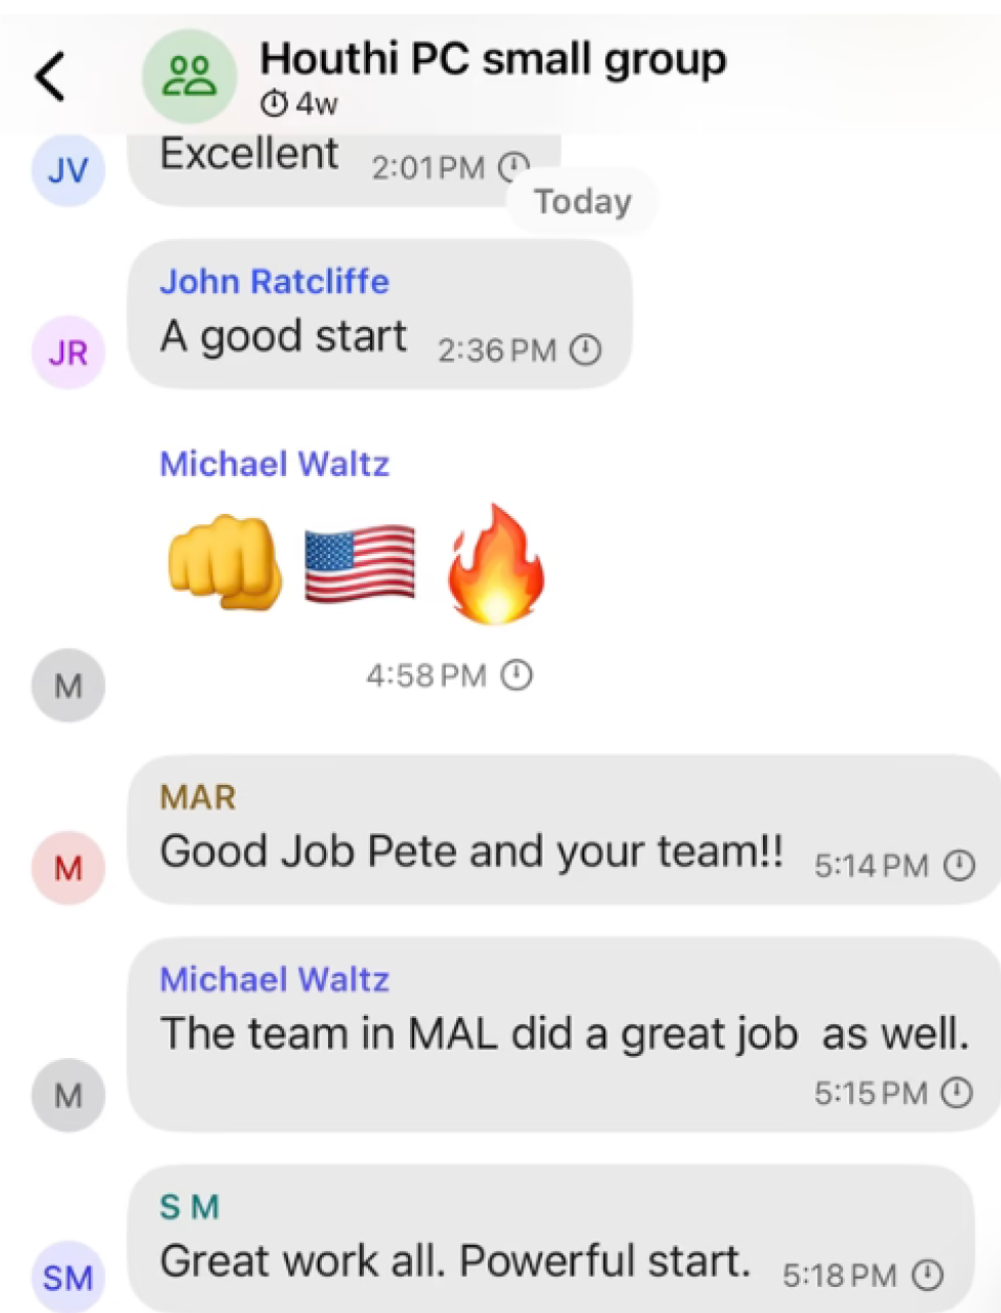 Houthi PC small group
4w
JV
Excellent 2:01 PM
Today
John Ratcliffe
JR
A good start 2:36 PM
Michael Waltz
👊🇺🇸🔥
4:58 PM
M
MAR
M
Good Job Pete and your team!! 5:14 PM
Michael Waltz
The team in MAL did a great job  as well.
M
5:15 PM
S M
SM
Great work all. Powerful start. 5:18 PM